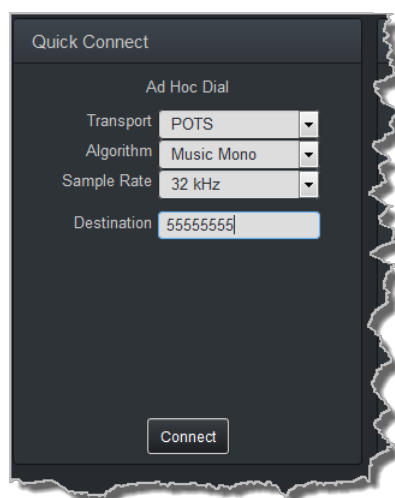 Quick Connect
Ad Hoc Dial
Transport POTS
Algorithm Music Mono
Sample Rate 32 kHz
Destination 55555555
Connect